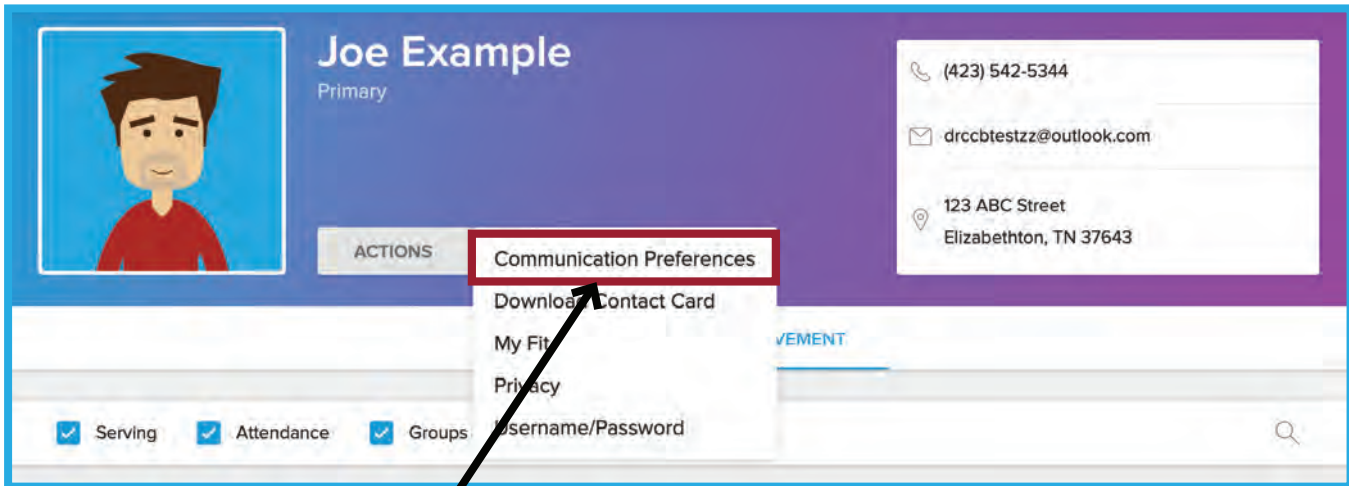 Joe Example
Primary
(423) 542-5344
drccbtestzz@outlook.com
123 ABC Street
Elizabethton, TN 37643
ACTIONS
Communication Preferences
Download Contact Card
My Fit
VEMENT
Privacy
Username/Password
Serving
Attendance
Groups